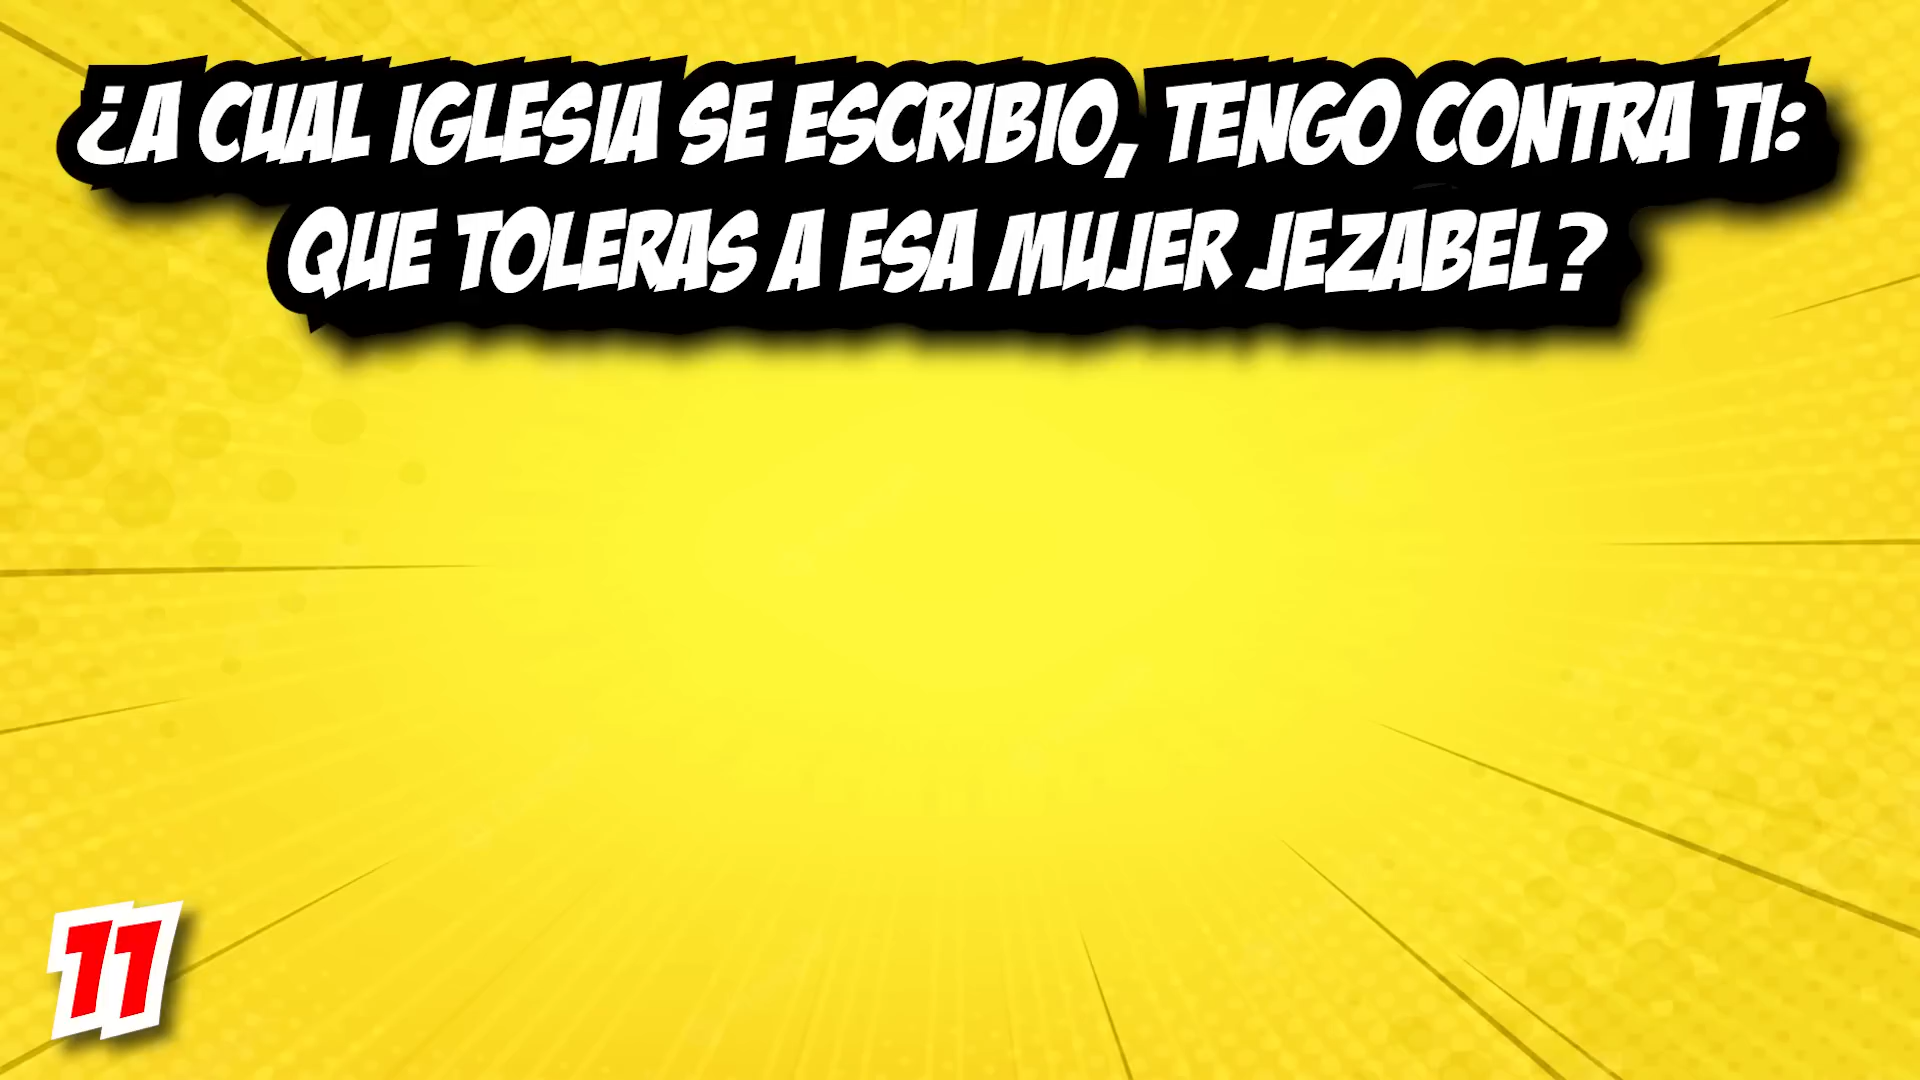 ¿A CUAL IGLESIA SE ESCRIBIO, TENGO CONTRA TI:
QUE TOLERAS A ESA MUJER JEZABEL?
11